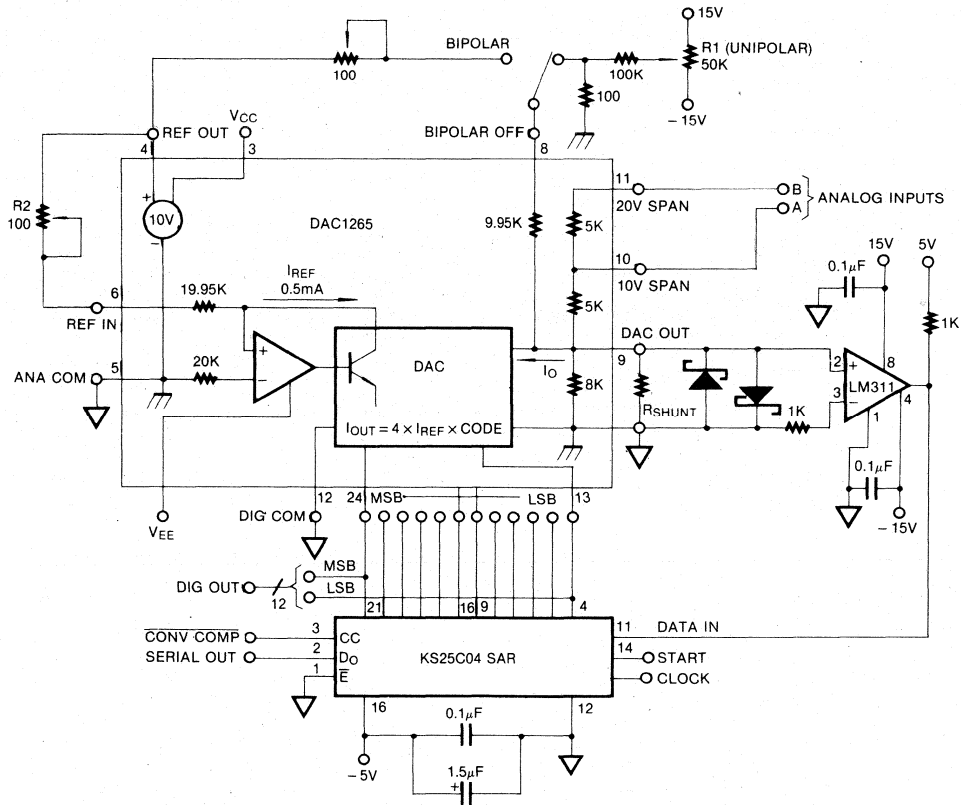 15V
BIPOLAR
R1 (UNIPOLAR)
50K
100
100K
100
-15V
VCC
REF OUT
BIPOLAR OFF
4
3
8
11
B
20V SPAN
A
ANALOG INPUTS
R2
100
+
10V
-
DAC1265
9.95K
5K
15V
5V
10
10V SPAN
0.1µF
6
19.95K
IREF
0.5mA
5K
1K
REF IN
DAC OUT
+
9
2
+
8
5
20K
-
DAC
IO
8K
LM311
ANA COM
RSHUNT
3
-
4
1K
1
IOUT = 4 × IREF × CODE
0.1µF
12
24
MSB
LSB
13
-15V
VEE
DIG COM
MSB
DIG OUT
12
LSB
21
16
9
4
CONV COMP
3
CC
11
DATA IN
SERIAL OUT
2
DO
KS25C04 SAR
14
START
1
E
CLOCK
16
12
0.1µF
-5V
1.5µF
+